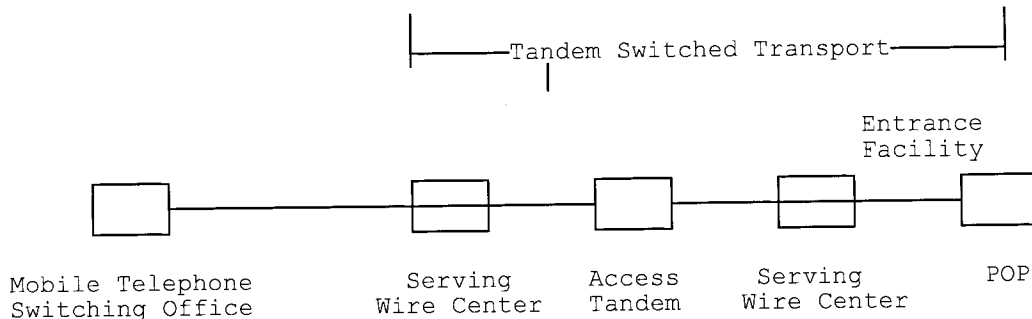 Tandem Switched Transport
Entrance
Facility
Mobile Telephone
Switching Office
Serving
Wire Center
Access
Tandem
Serving
Wire Center
POP